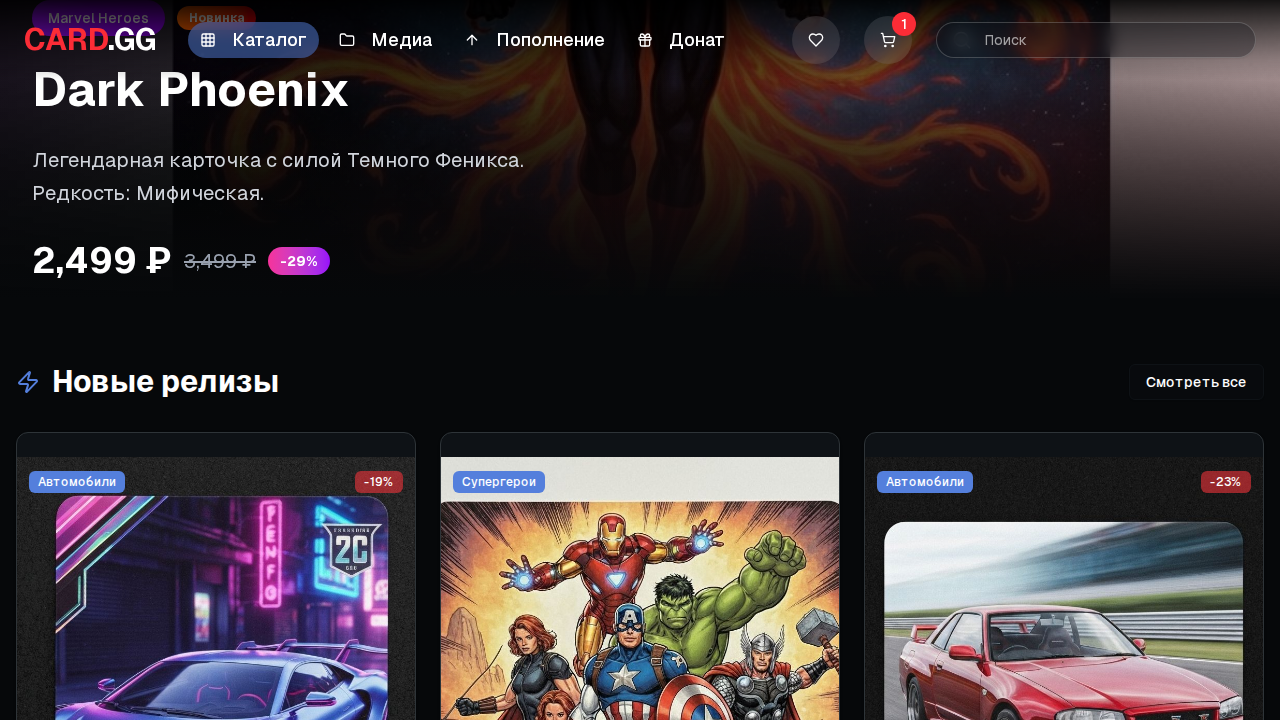 Marvel Heroes
Новинка
CARD.GG
Каталог
Медиа
Пополнение
Донат
1
Поиск
Dark Phoenix
Легендарная карточка с силой Темного Феникса.
Редкость: Мифическая.
2,499 ₽ 3,499 ₽ -29%
Новые релизы
Смотреть все
Автомобили
-19%
Супергерои
Автомобили
-23%
2C